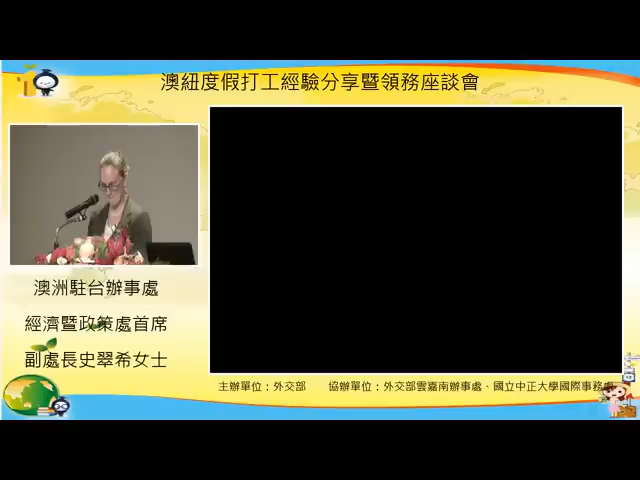 澳紐度假打工經驗分享暨領務座談會
澳洲駐台辦事處
經濟暨政策處首席
副處長史翠希女士
主辦單位：外交部 協辦單位：外交部雲嘉南辦事處、國立中正大學國際事務處